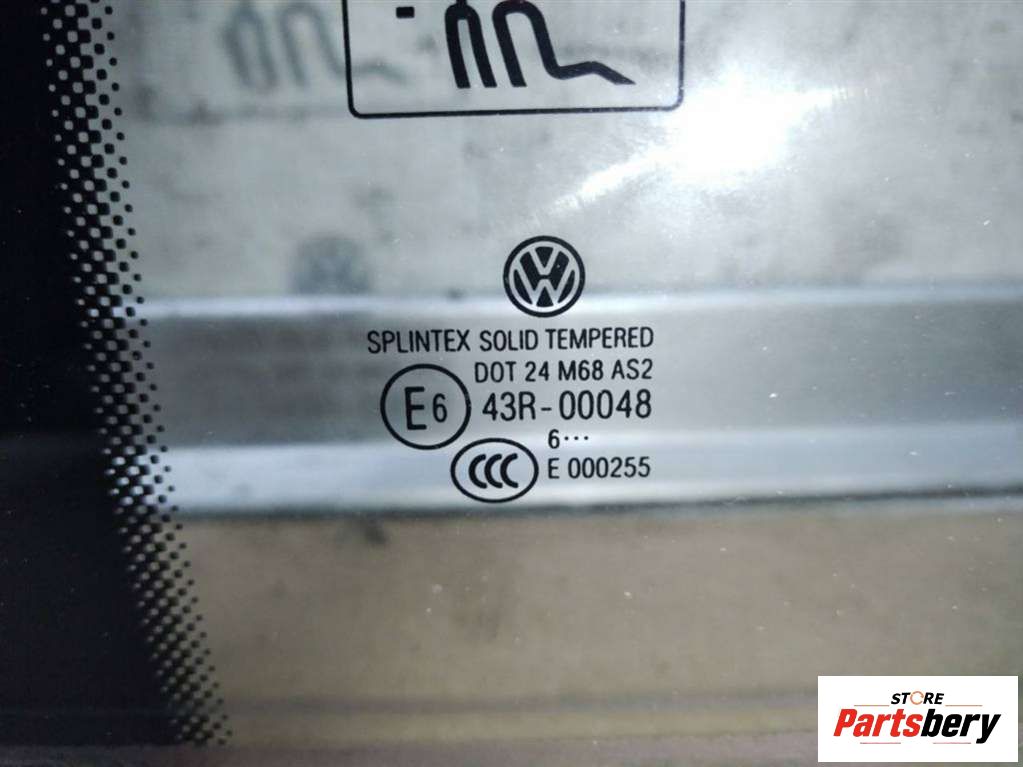 SPLINTEX SOLID TEMPERED
DOT 24 M68 AS2
E6 43R-00048
6···
CCC E 000255
STORE
Partsbery